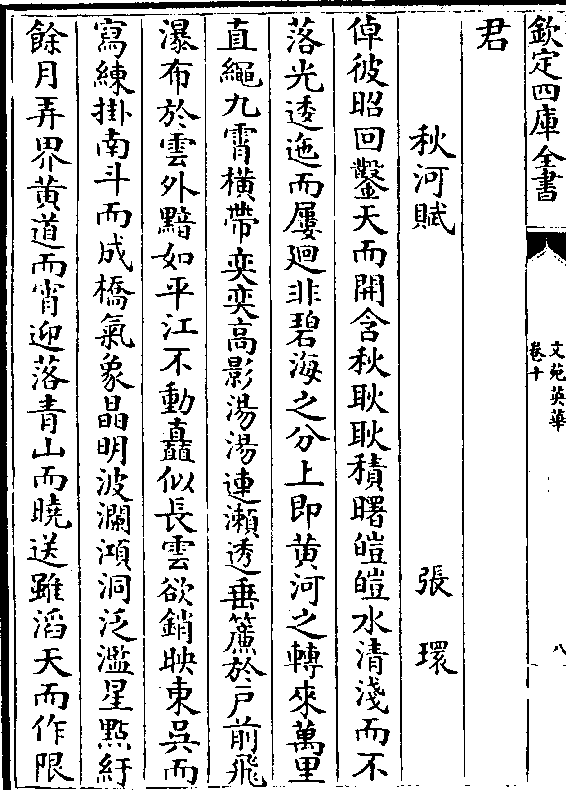 欽定四庫全書
文苑英華
卷十
八
君
秋河賦
張環
倬彼昭回鑿天而開含秋耿耿積曙皚皚水清淺而不
落光逶迤而屢迴非碧海之分上即黄河之轉來萬里
直繩九霄横帶奕奕高影湯湯連瀨透垂簾於戸前飛
瀑布於雲外黯如平江不動矗似長雲欲銷映東吳而
寫練掛南斗而成橋氣象晶明波瀾澒洞泛濫星㸃紆
餘月弄界黄道而宵迎落青山而曉送雖滔天而作限